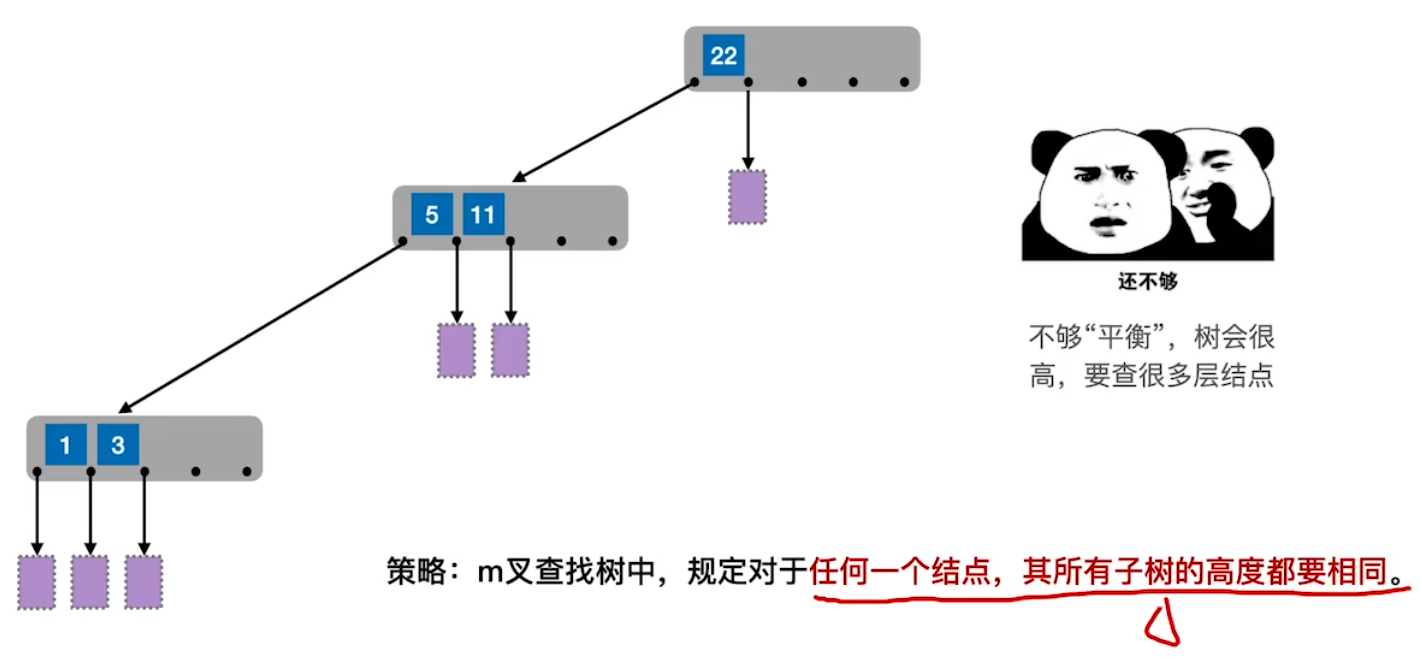 22
5 11
还不够
不够“平衡”，树会很
高，要查很多层结点
1 3
策略：m叉查找树中，规定对于任何一个结点，其所有子树的高度都要相同。